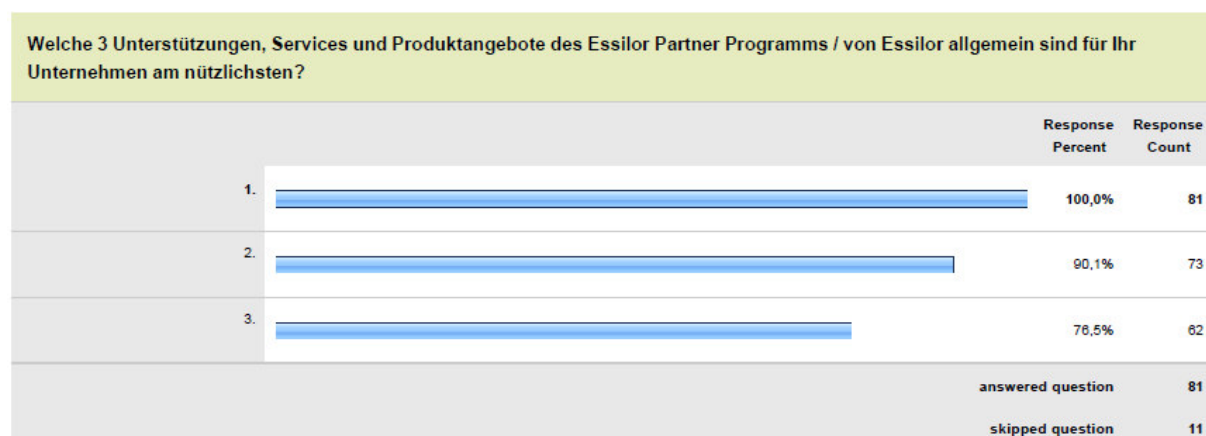 Welche 3 Unterstützungen, Services und Produktangebote des Essilor Partner Programms / von Essilor allgemein sind für Ihr
Unternehmen am nützlichsten?
Response Response
Percent Count
1. 100,0% 81
2. 90,1% 73
3. 76,5% 62
answered question 81
skipped question 11